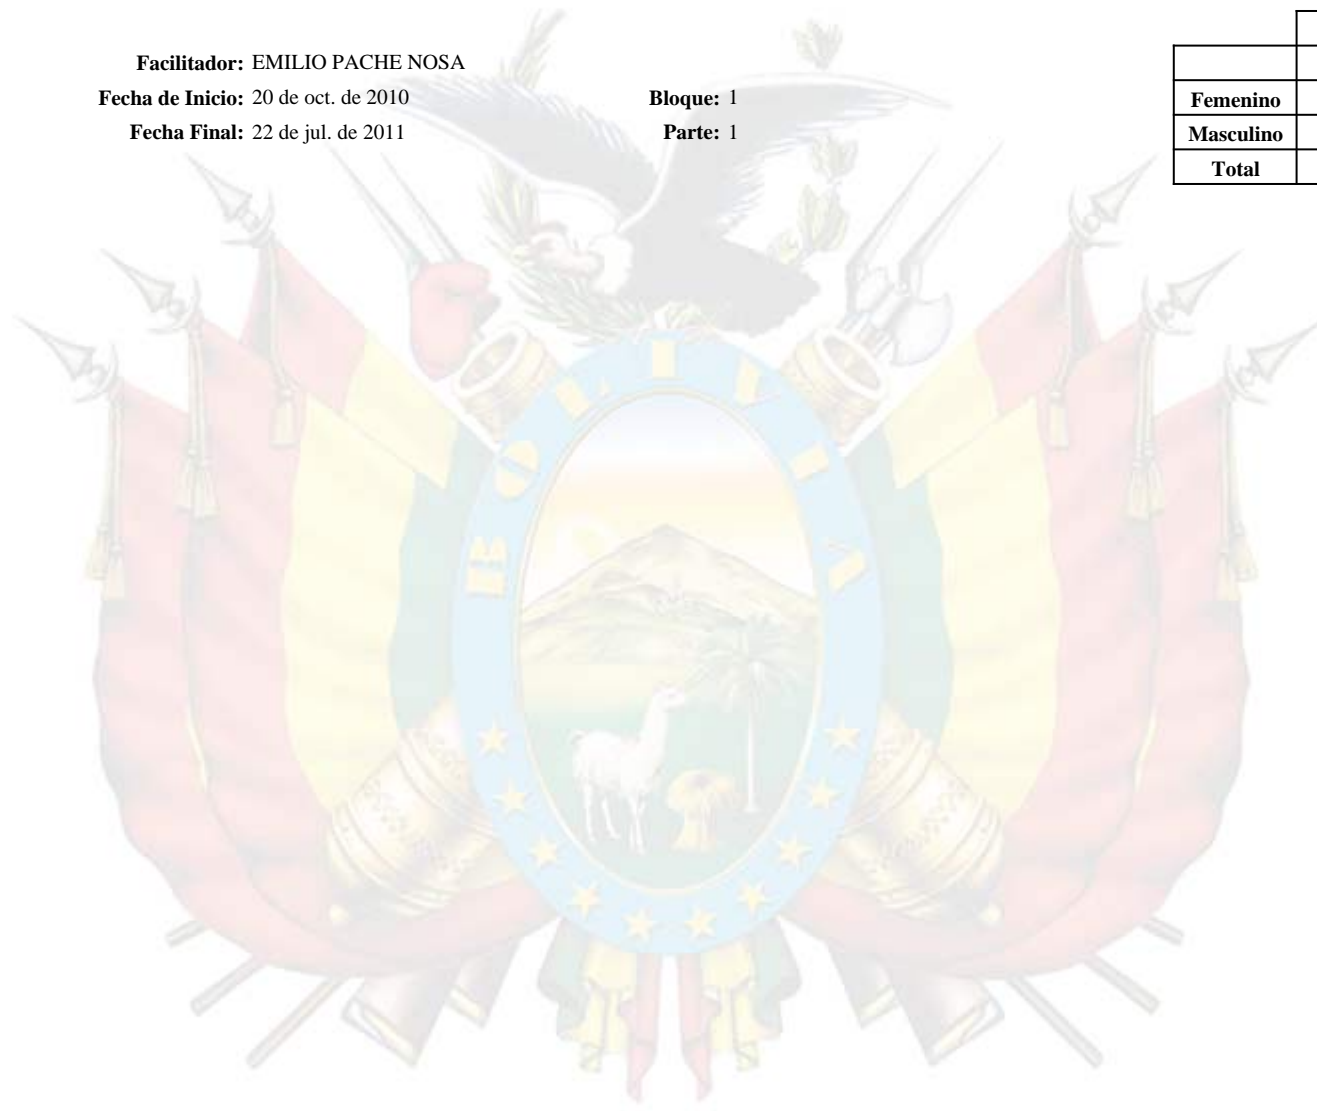 Facilitador: EMILIO PACHE NOSA
Fecha de Inicio: 20 de oct. de 2010
Bloque: 1
Femenino
Fecha Final: 22 de jul. de 2011
Parte: 1
Masculino
Total
BOLIVIA